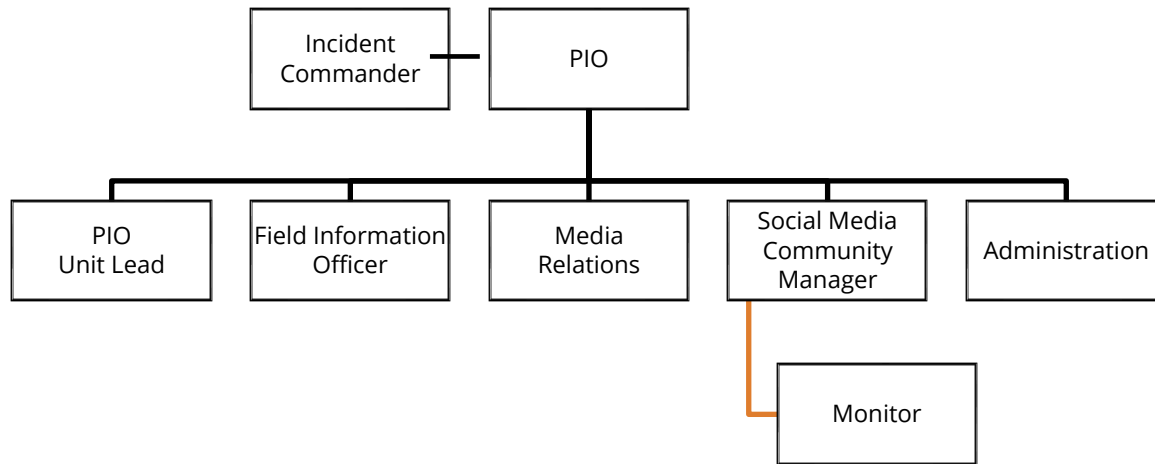 Incident
Commander
PIO
PIO
Unit Lead
Field Information
Officer
Media
Relations
Social Media
Community
Manager
Administration
Monitor